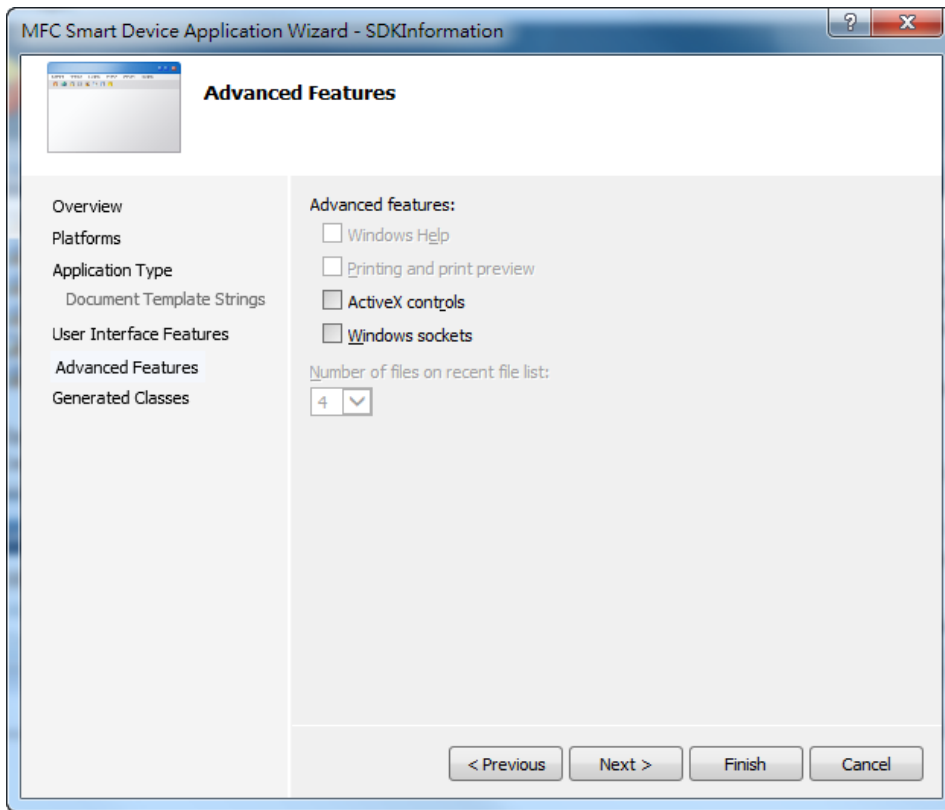 MFC Smart Device Application Wizard - SDKInformation
Advanced Features
Overview
Platforms
Application Type
Document Template Strings
User Interface Features
Advanced Features
Generated Classes
Advanced features:
Windows Help
Printing and print preview
ActiveX controls
Windows sockets
Number of files on recent file list:
4
< Previous
Next >
Finish
Cancel